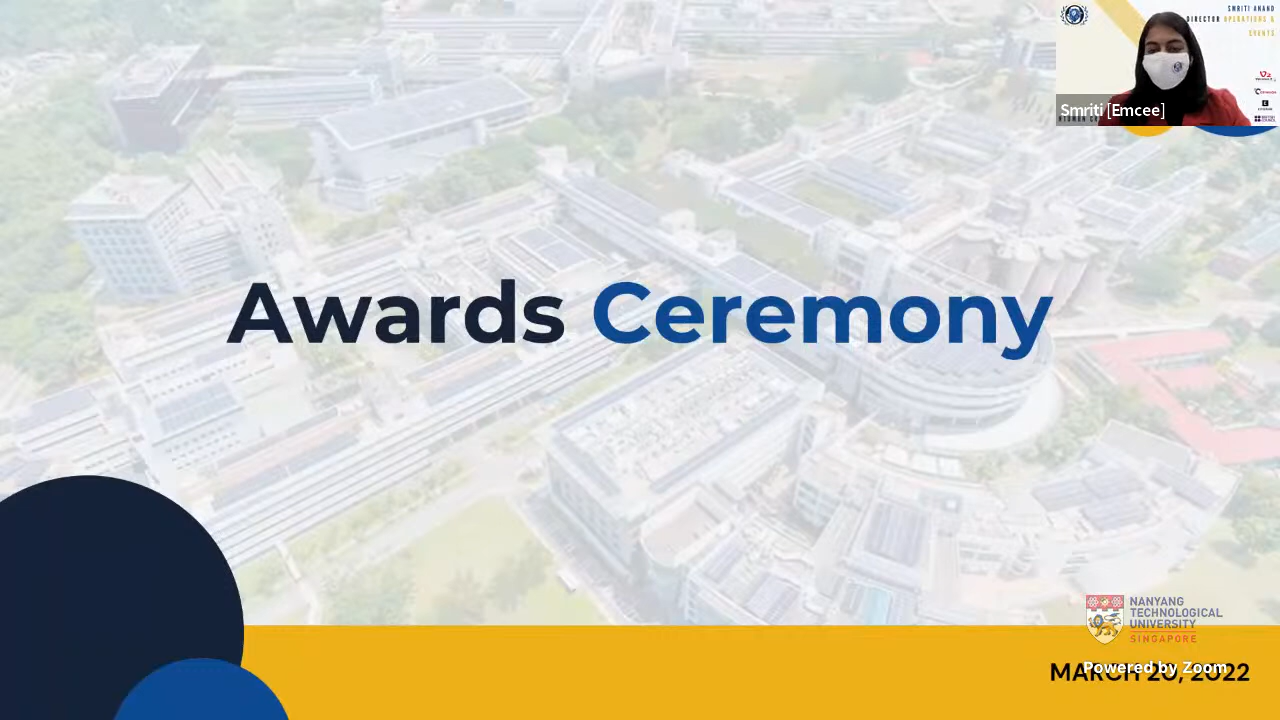 SMRITI ANAND
DIRECTOR OPERATIONS &
EVENTS
Smriti [Emcee]
Awards Ceremony
NANYANG
TECHNOLOGICAL
UNIVERSITY
SINGAPORE
MARCH 20, 2022
Powered by Zoom